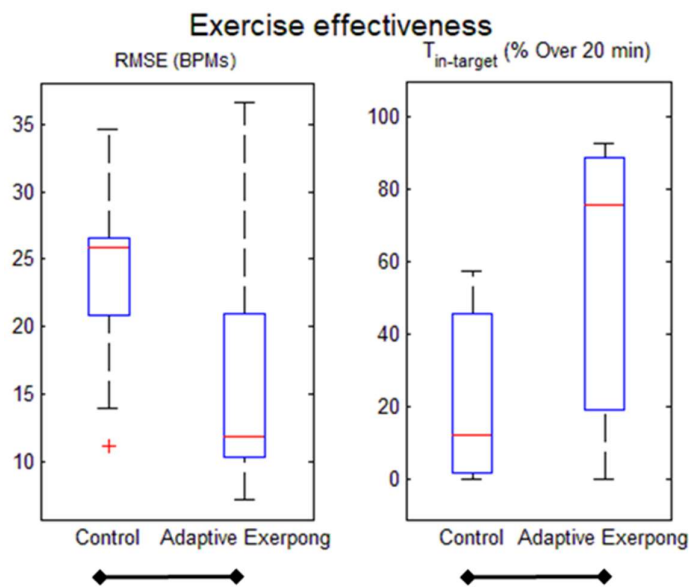 Exercise effectiveness
RMSE (BPMs)
T in-target (% Over 20 min)
35
30
25
20
15
10
100
80
60
40
20
0
Control Adaptive Exerpong
Control Adaptive Exerpong